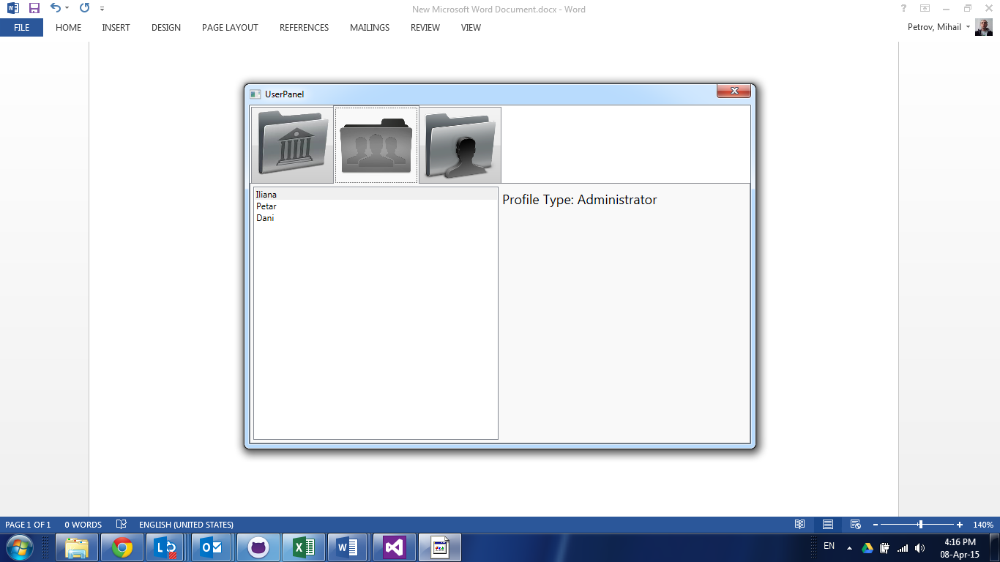 New Microsoft Word Document.docx - Word
FILE HOME INSERT DESIGN PAGE LAYOUT REFERENCES MAILINGS REVIEW VIEW Petrov, Mihail
UserPanel
Iliana
Petar
Dani
Profile Type: Administrator
PAGE 1 OF 1 0 WORDS ENGLISH (UNITED STATES) 140%
EN 4:16 PM
08-Apr-15